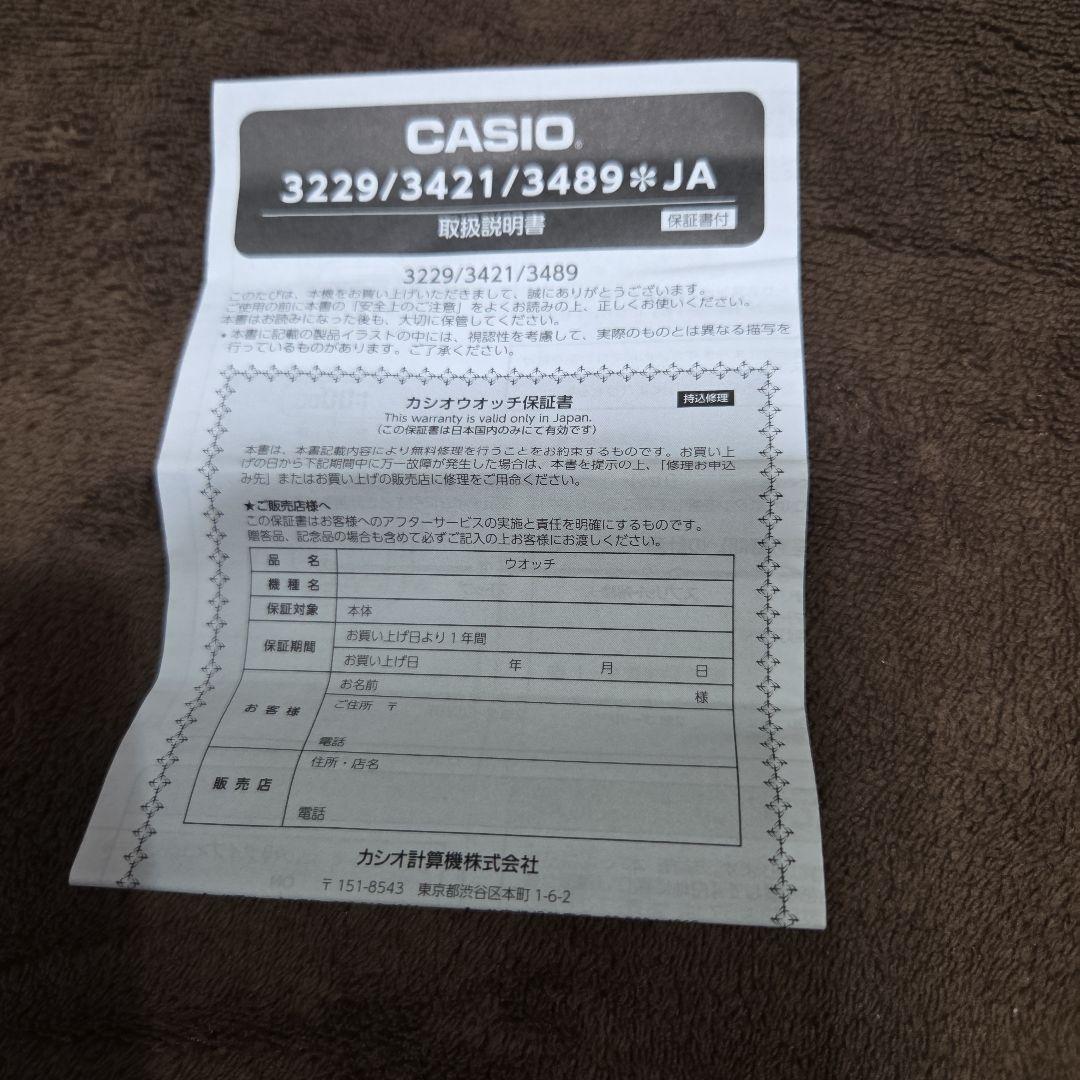 CASIO®
3229/3421/3489✽JA
取扱説明書 保証書付
3229/3421/3489
このたびは、本機をお買い上げいただきまして、誠にありがとうございます。
ご使用の前に本書の「安全上のご注意」をよくお読みの上、正しくお使いください。
本書はお読みになった後も、大切に保管してください。
• 本書に記載の製品イラストの中には、視認性を考慮して、実際のものとは異なる描写を
行っているものがあります。ご了承ください。
カシオウオッチ保証書 持込修理
This warranty is valid only in Japan.
(この保証書は日本国内のみにて有効です)
本書は、本書記載内容により無料修理を行うことをお約束するものです。お買い上
げの日から下記期間中に万一故障が発生した場合は、本書を提示の上、「修理お申込
み先」またはお買い上げの販売店に修理をご用命ください。
★ご販売店様へ
この保証書はお客様へのアフターサービスの実施と責任を明確にするものです。
贈答品、記念品の場合も含めて必ずご記入の上お客様にお渡しください。
品名 ウオッチ
機種名
保証対象 本体
保証期間 お買い上げ日より1年間
お買い上げ日 年 月 日
お客様 お名前 様
ご住所 〒
電話
販売店 住所・店名
電話
カシオ計算機株式会社
〒151-8543 東京都渋谷区本町 1-6-2